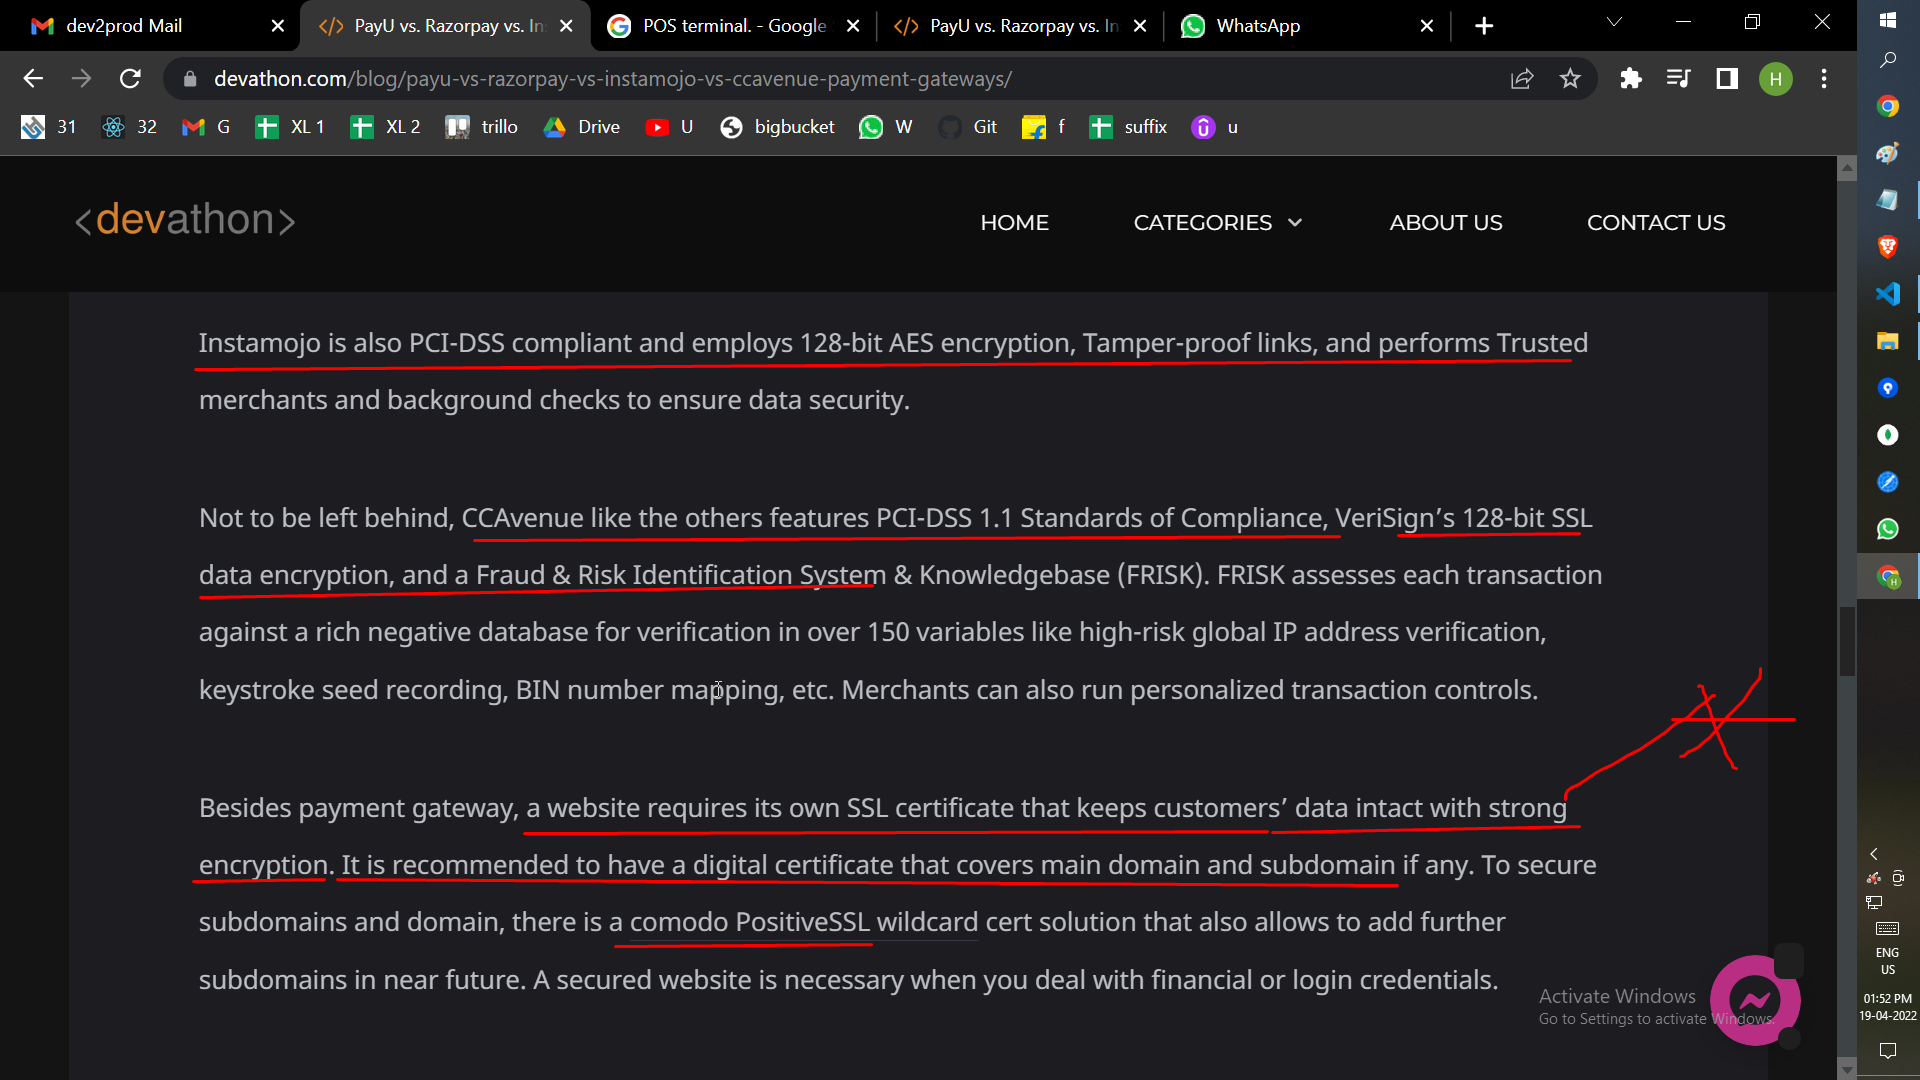 dev2prod Mail
PayU vs. Razorpay vs. In
POS terminal. - Google
PayU vs. Razorpay vs. In
WhatsApp
devathon.com/blog/payu-vs-razorpay-vs-instamojo-vs-ccavenue-payment-gateways/
H
31
32
G
XL 1
XL 2
trillo
Drive
U
bigbucket
W
Git
f
suffix
u
<devathon>
HOME
CATEGORIES
ABOUT US
CONTACT US
Instamojo is also PCI-DSS compliant and employs 128-bit AES encryption, Tamper-proof links, and performs Trusted
merchants and background checks to ensure data security.
Not to be left behind, CCAvenue like the others features PCI-DSS 1.1 Standards of Compliance, VeriSign’s 128-bit SSL
data encryption, and a Fraud & Risk Identification System & Knowledgebase (FRISK). FRISK assesses each transaction
against a rich negative database for verification in over 150 variables like high-risk global IP address verification,
keystroke seed recording, BIN number mapping, etc. Merchants can also run personalized transaction controls.
Besides payment gateway, a website requires its own SSL certificate that keeps customers’ data intact with strong
encryption. It is recommended to have a digital certificate that covers main domain and subdomain if any. To secure
subdomains and domain, there is a comodo PositiveSSL wildcard cert solution that also allows to add further
subdomains in near future. A secured website is necessary when you deal with financial or login credentials.
Activate Windows
Go to Settings to activate Windows.
ENG
US
01:52 PM
19-04-2022